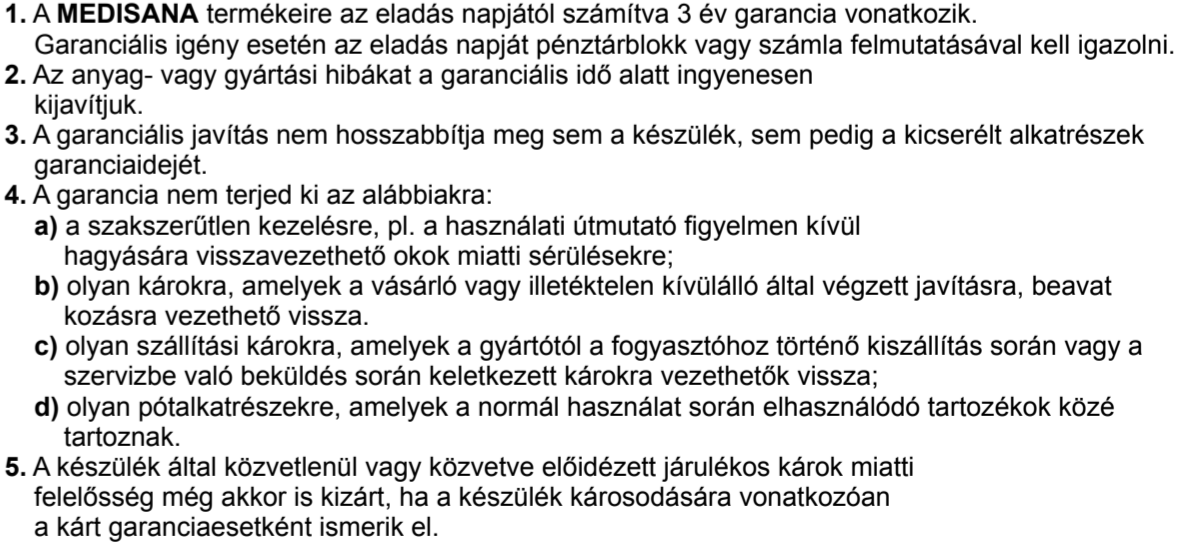 1. A MEDISANA termékeire az eladás napjától számítva 3 év garancia vonatkozik.
Garanciális igény esetén az eladás napját pénztárblokk vagy számla felmutatásával kell igazolni.
2. Az anyag- vagy gyártási hibákat a garanciális idő alatt ingyenesen
kijavítjuk.
3. A garanciális javítás nem hosszabbítja meg sem a készülék, sem pedig a kicserélt alkatrészek
garanciaidejét.
4. A garancia nem terjed ki az alábbiakra:
a) a szakszerűtlen kezelésre, pl. a használati útmutató figyelmen kívül
hagyására visszavezethető okok miatti sérülésekre;
b) olyan károkra, amelyek a vásárló vagy illetéktelen kívülálló által végzett javításra, beavat
kozásra vezethető vissza.
c) olyan szállítási károkra, amelyek a gyártótól a fogyasztóhoz történő kiszállítás során vagy a
szervizbe való beküldés során keletkezett károkra vezethetők vissza;
d) olyan pótalkatrészekre, amelyek a normál használat során elhasználódó tartozékok közé
tartoznak.
5. A készülék által közvetlenül vagy közvetve előidézett járulékos károk miatti
felelősség még akkor is kizárt, ha a készülék károsodására vonatkozóan
a kárt garanciaesetként ismerik el.